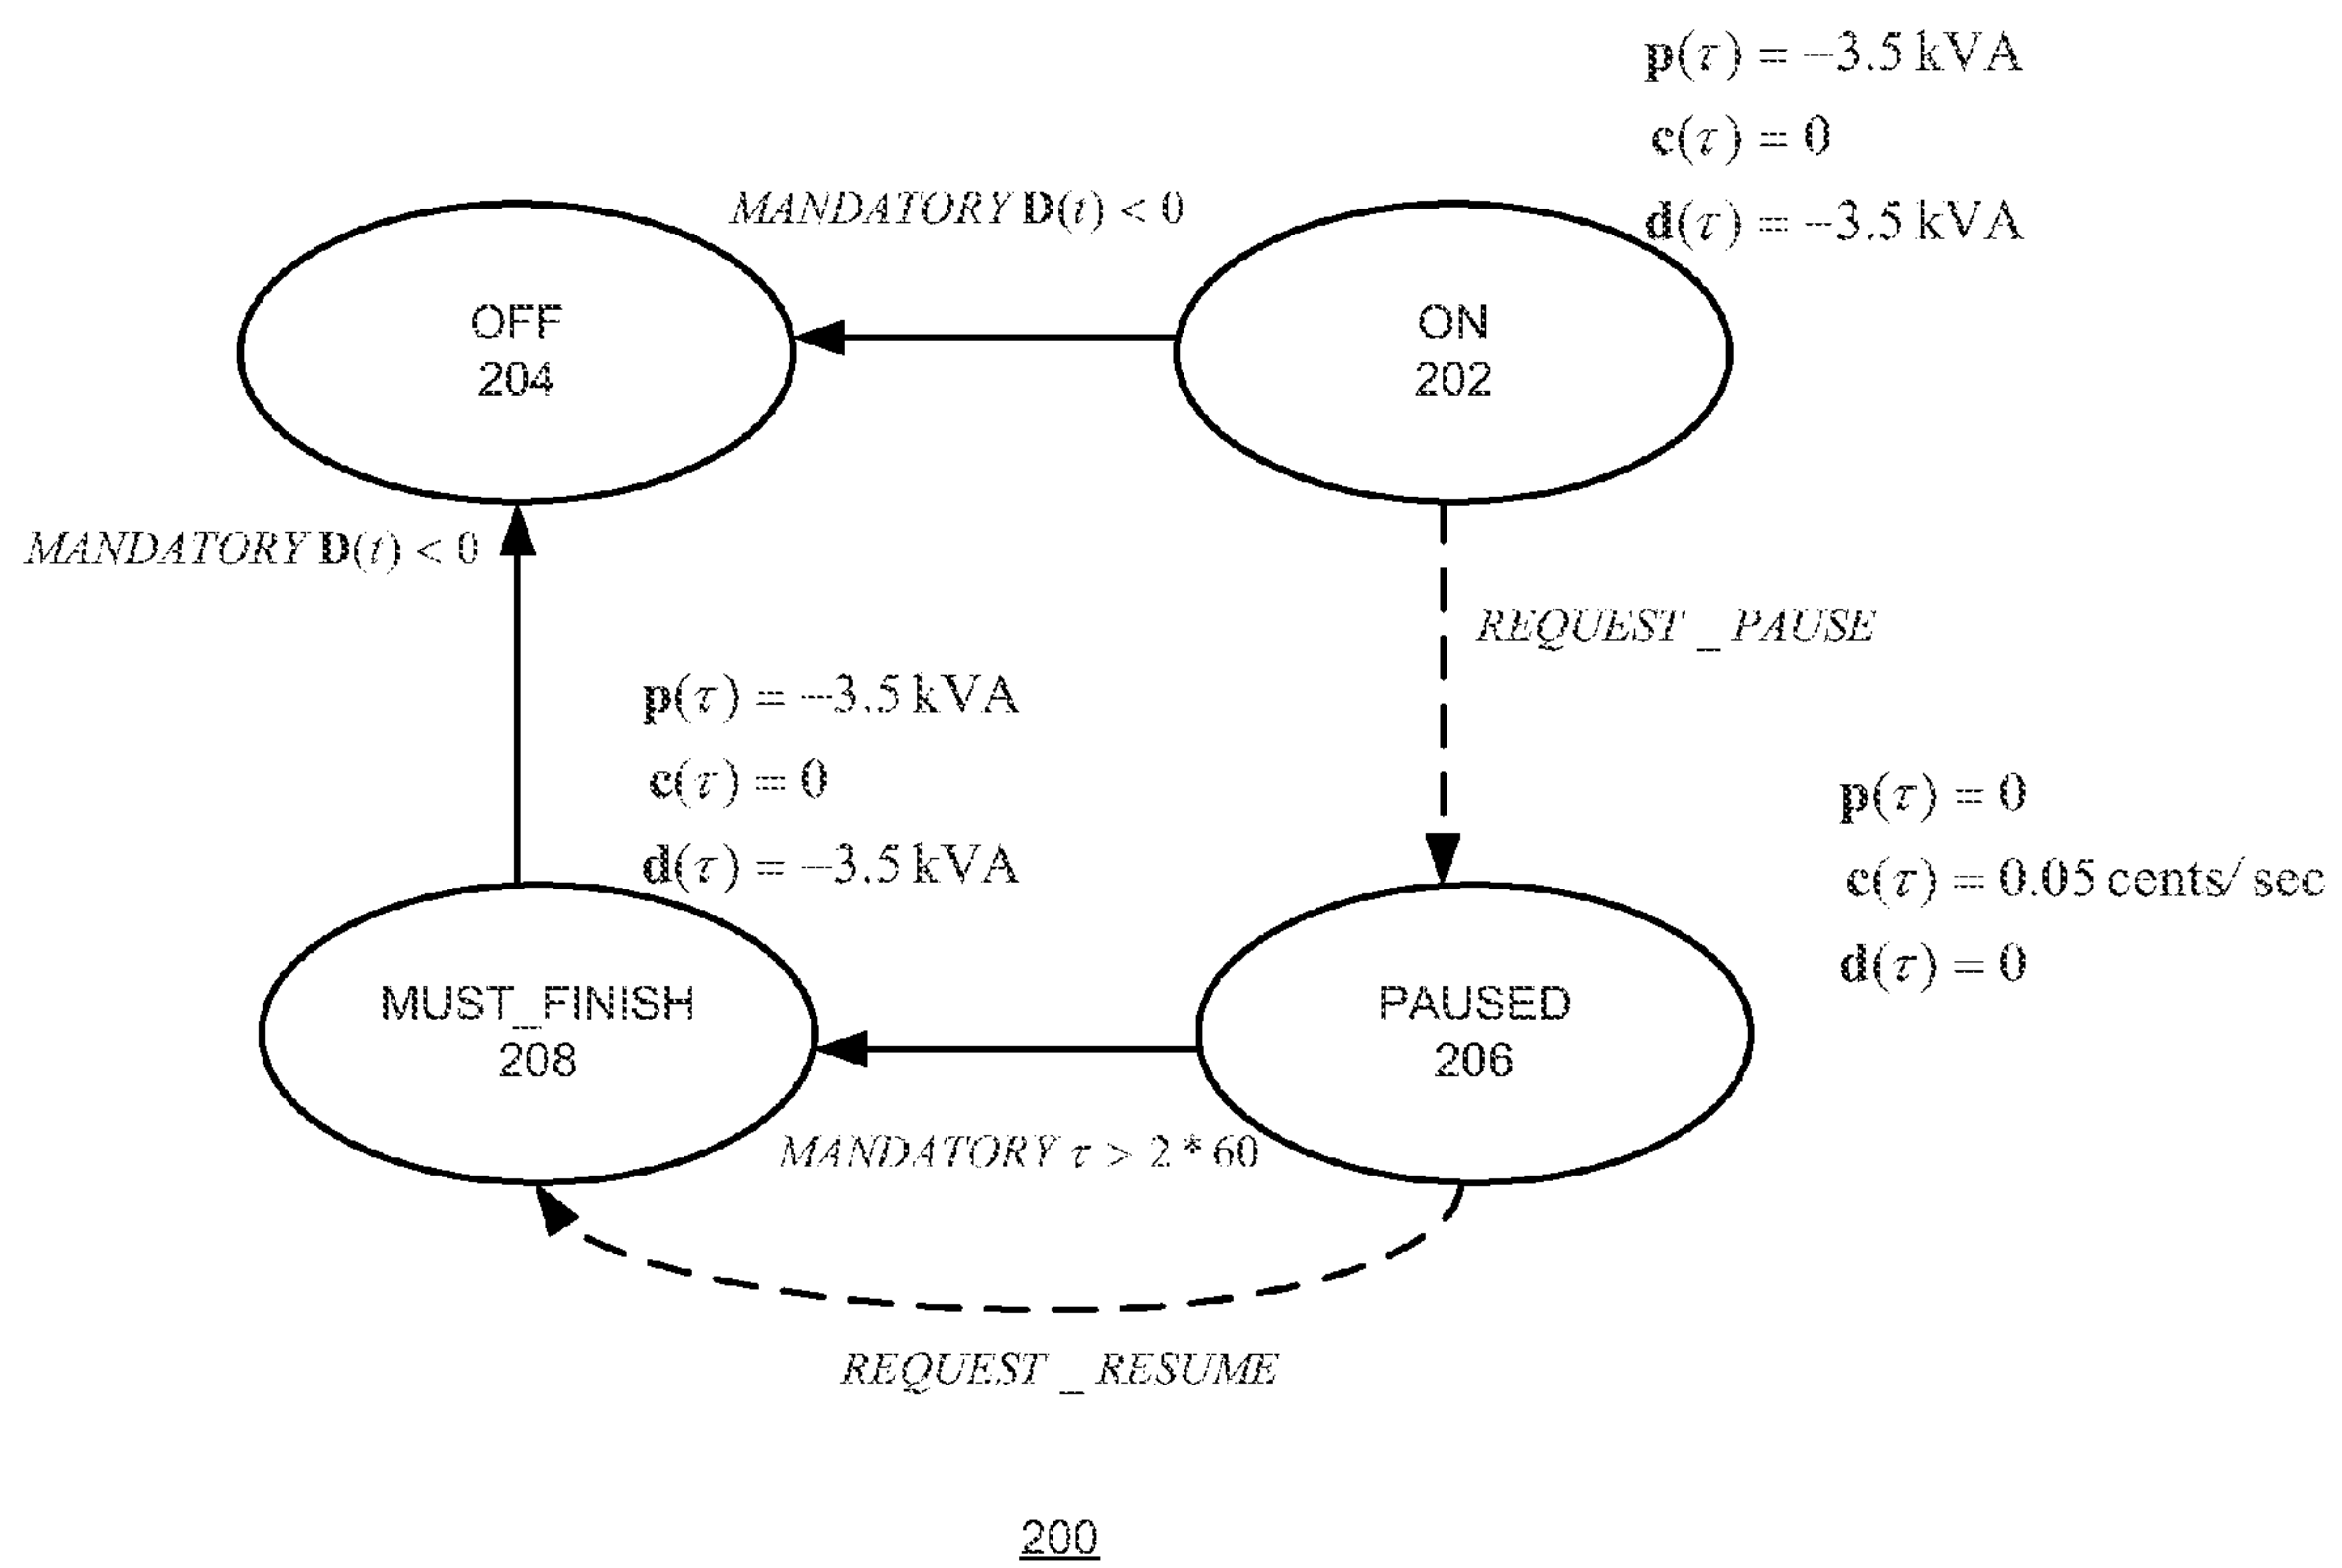 p(τ) = −3.5 kVA
c(τ) = 0
d(τ) = −3.5 kVA
MANDATORY D(t) < 0
OFF
204
ON
202
MANDATORY D(t) < 0
REQUEST _ PAUSE
p(τ) = −3.5 kVA
c(τ) = 0
d(τ) = −3.5 kVA
p(τ) = 0
c(τ) = 0.05 cents/ sec
d(τ) = 0
MUST_FINISH
208
PAUSED
206
MANDATORY τ > 2 * 60
REQUEST _ RESUME
200